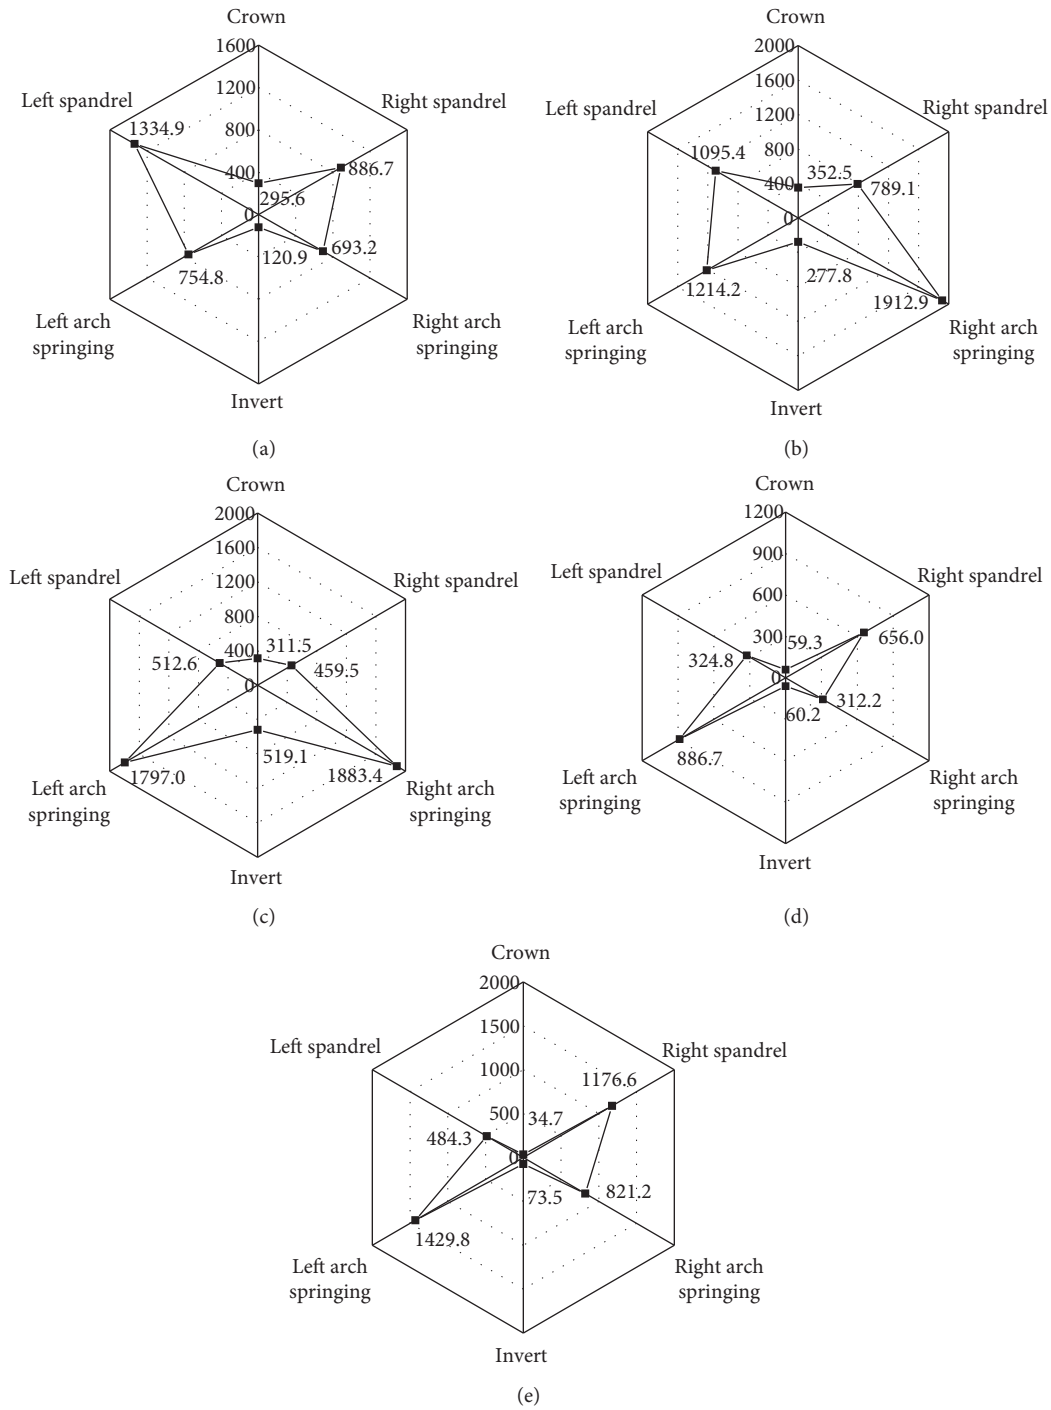 Crown
1600
1200
800
400
0
Left spandrel
Right spandrel
1334.9
886.7
295.6
120.9
693.2
754.8
Left arch
springing
Right arch
springing
Invert
(a)
Crown
2000
1600
1200
800
400
0
Left spandrel
Right spandrel
1095.4
352.5
789.1
1214.2
277.8
1912.9
Left arch
springing
Right arch
springing
Invert
(b)
Crown
2000
1600
1200
800
400
0
Left spandrel
Right spandrel
512.6
311.5
459.5
519.1
1797.0
1883.4
Left arch
springing
Right arch
springing
Invert
(c)
Crown
1200
900
600
300
0
Left spandrel
Right spandrel
59.3
656.0
324.8
312.2
60.2
886.7
Left arch
springing
Right arch
springing
Invert
(d)
Crown
2000
1500
1000
500
0
Left spandrel
Right spandrel
1176.6
34.7
484.3
73.5
821.2
1429.8
Left arch
springing
Right arch
springing
Invert
(e)